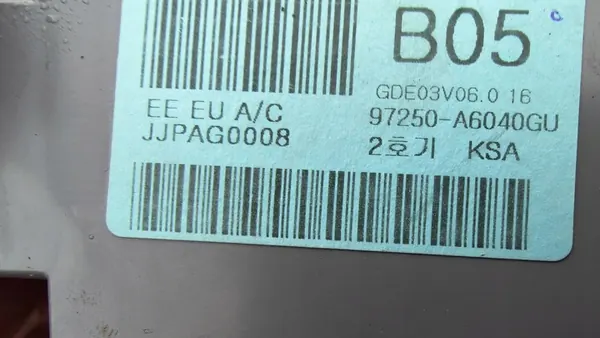 B05
GDE03V06.0 16
EE EU A/C
97250-A6040GU
JJPAG0008
2호기 KSA